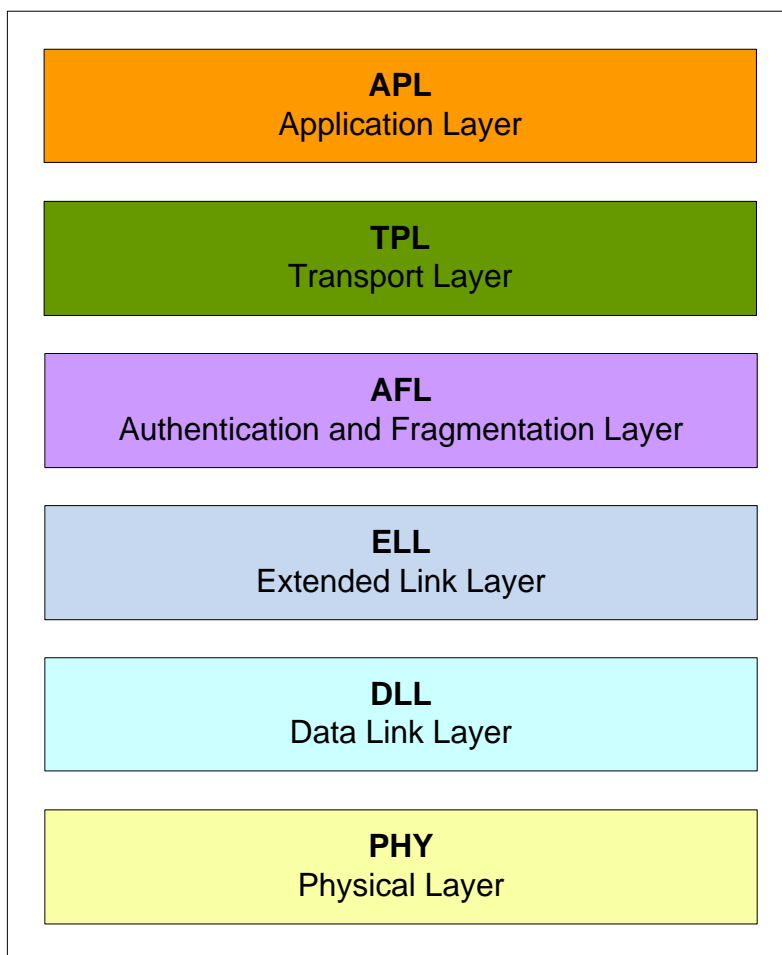 APL
Application Layer
TPL
Transport Layer
AFL
Authentication and Fragmentation Layer
ELL
Extended Link Layer
DLL
Data Link Layer
PHY
Physical Layer